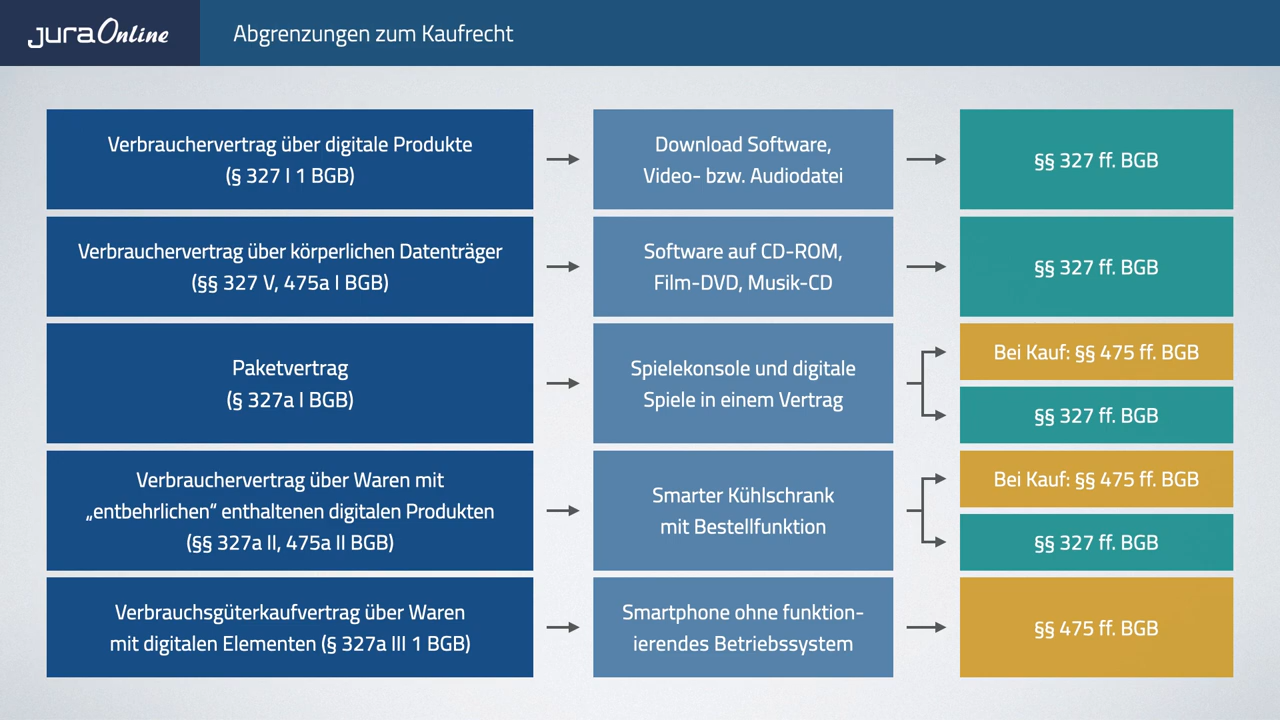 juraOnline
Abgrenzungen zum Kaufrecht
Verbrauchervertrag über digitale Produkte
(§ 327 I 1 BGB)
Download Software,
Video- bzw. Audiodatei
§§ 327 ff. BGB
Verbrauchervertrag über körperlichen Datenträger
(§§ 327 V, 475a I BGB)
Software auf CD-ROM,
Film-DVD, Musik-CD
§§ 327 ff. BGB
Paketvertrag
(§ 327a I BGB)
Spielekonsole und digitale
Spiele in einem Vertrag
Bei Kauf: §§ 475 ff. BGB
§§ 327 ff. BGB
Verbrauchervertrag über Waren mit
„entbehrlichen“ enthaltenen digitalen Produkten
(§§ 327a II, 475a II BGB)
Smarter Kühlschrank
mit Bestellfunktion
Bei Kauf: §§ 475 ff. BGB
§§ 327 ff. BGB
Verbrauchsgüterkaufvertrag über Waren
mit digitalen Elementen (§ 327a III 1 BGB)
Smartphone ohne funktion-
ierendes Betriebssystem
§§ 475 ff. BGB